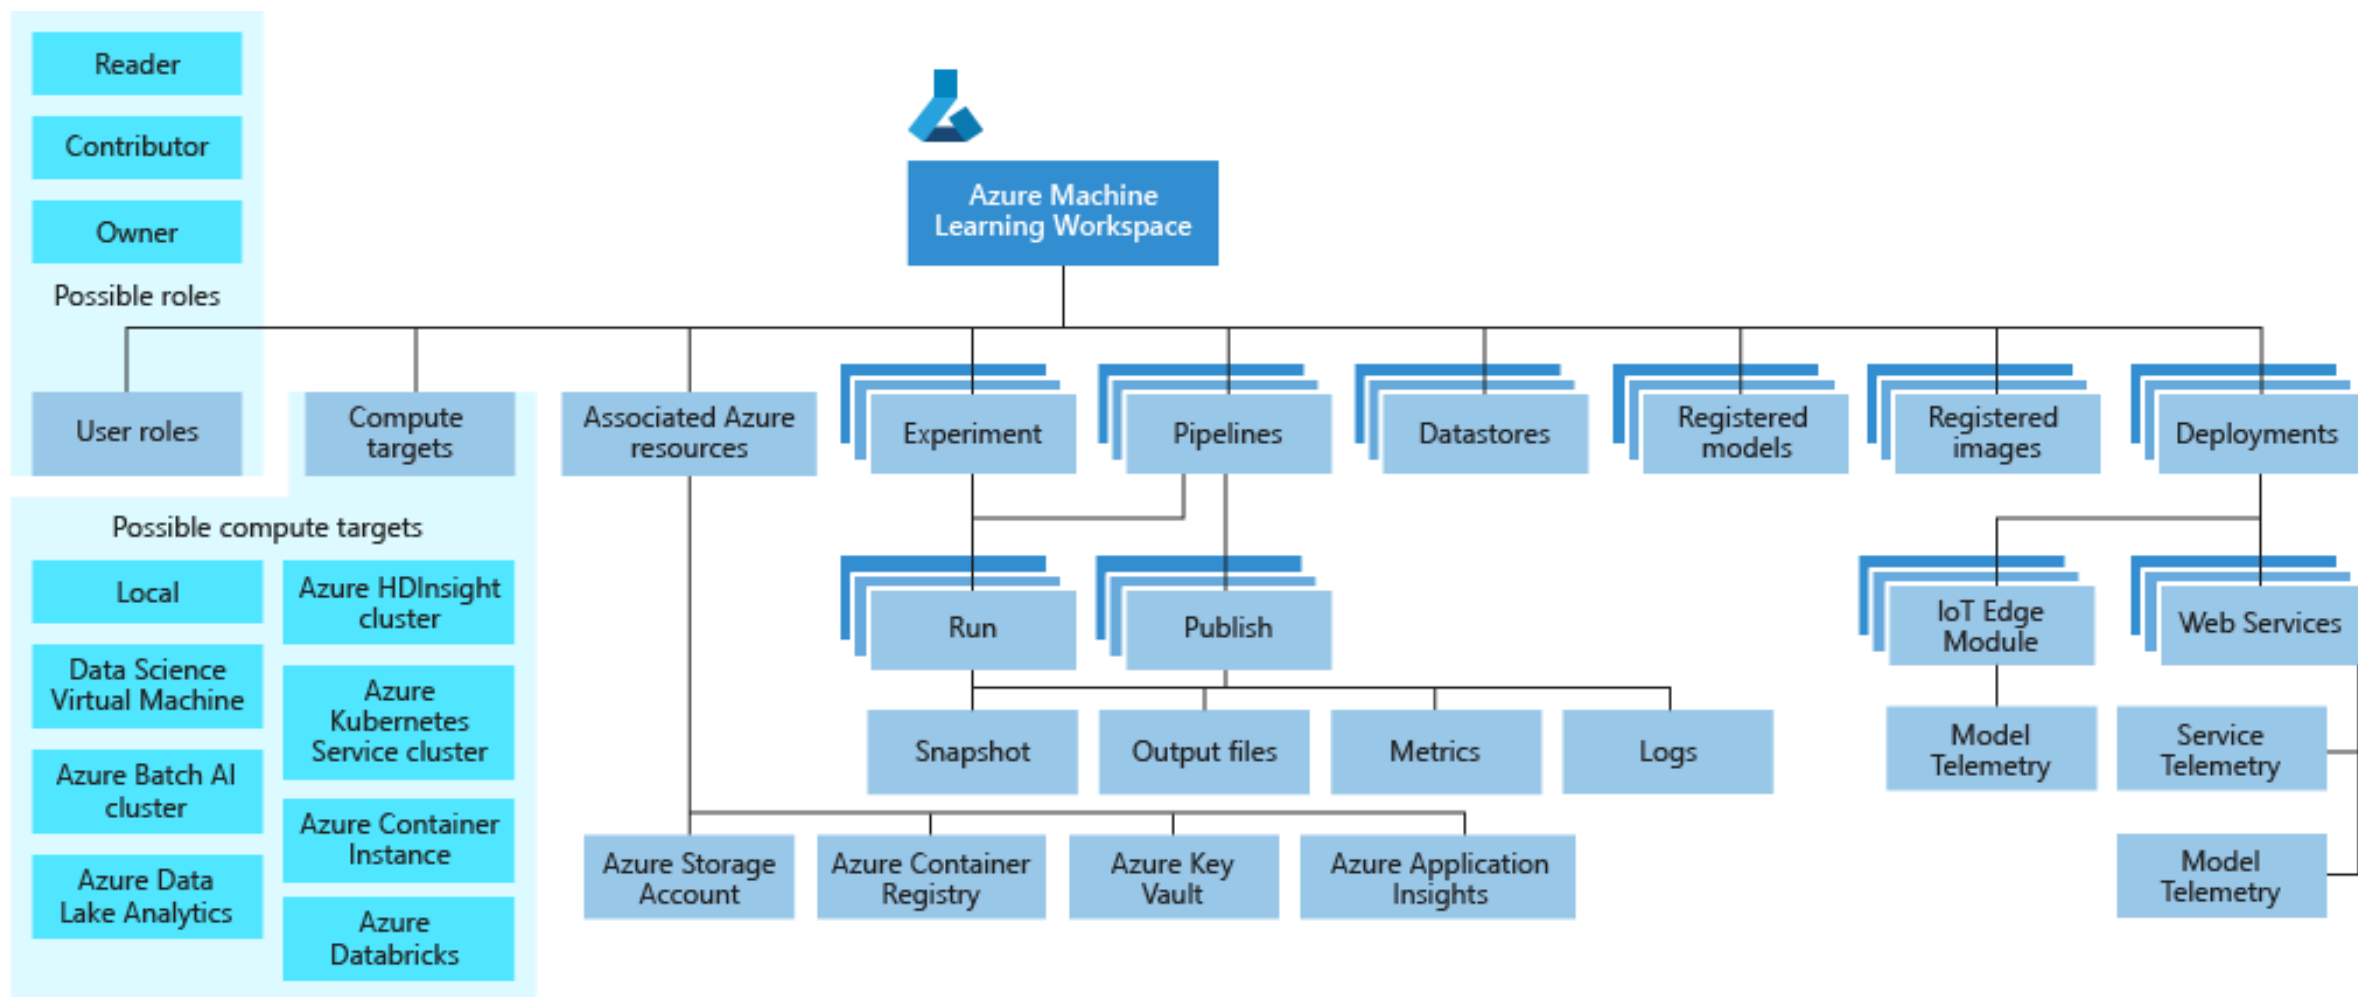 Reader
Contributor
Owner
Possible roles
Azure Machine
Learning Workspace
User roles
Compute
targets
Associated Azure
resources
Experiment
Pipelines
Datastores
Registered
models
Registered
images
Deployments
Possible compute targets
Local
Data Science
Virtual Machine
Azure Batch AI
cluster
Azure Data
Lake Analytics
Azure HDInsight
cluster
Azure
Kubernetes
Service cluster
Azure Container
Instance
Azure
Databricks
Run
Publish
IoT Edge
Module
Web Services
Snapshot
Output files
Metrics
Logs
Model
Telemetry
Service
Telemetry
Azure Storage
Account
Azure Container
Registry
Azure Key
Vault
Azure Application
Insights
Model
Telemetry